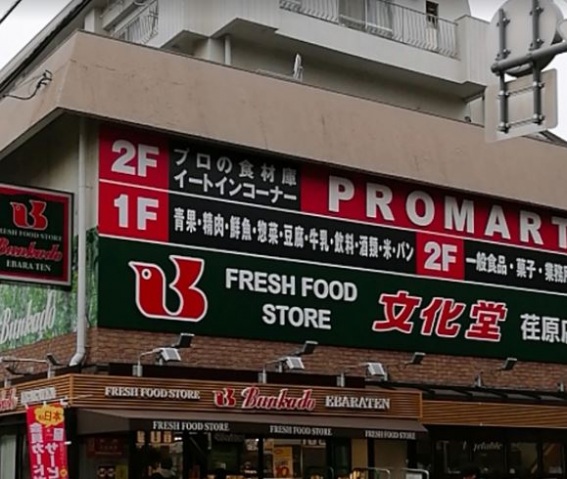 2F プロの食材庫
イートインコーナー
PROMART
1F 青果・精肉・鮮魚・惣菜・豆腐・牛乳・飲料・酒類・米・パン
2F 一般食品・菓子・業務
FRESH FOOD
STORE
文化堂 荏原店
FRESH FOOD STORE
Bunkado
EBARA TEN
Bunkado
FRESH FOOD STORE Bunkado EBARATEN
FRESH FOOD STORE
FRESH FOOD STORE
FRESH FOOD STORE
本日